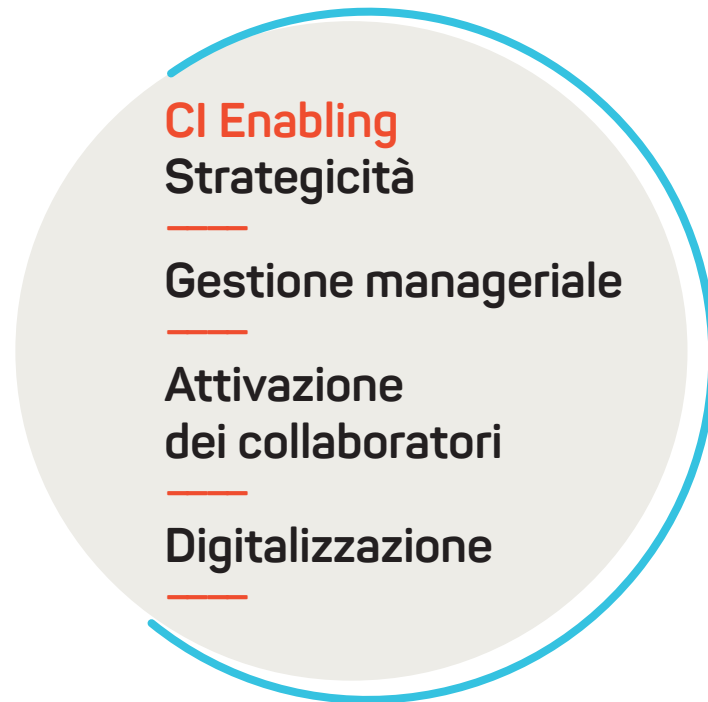 CI Enabling
Strategicità
Gestione manageriale
Attivazione
dei collaboratori
Digitalizzazione